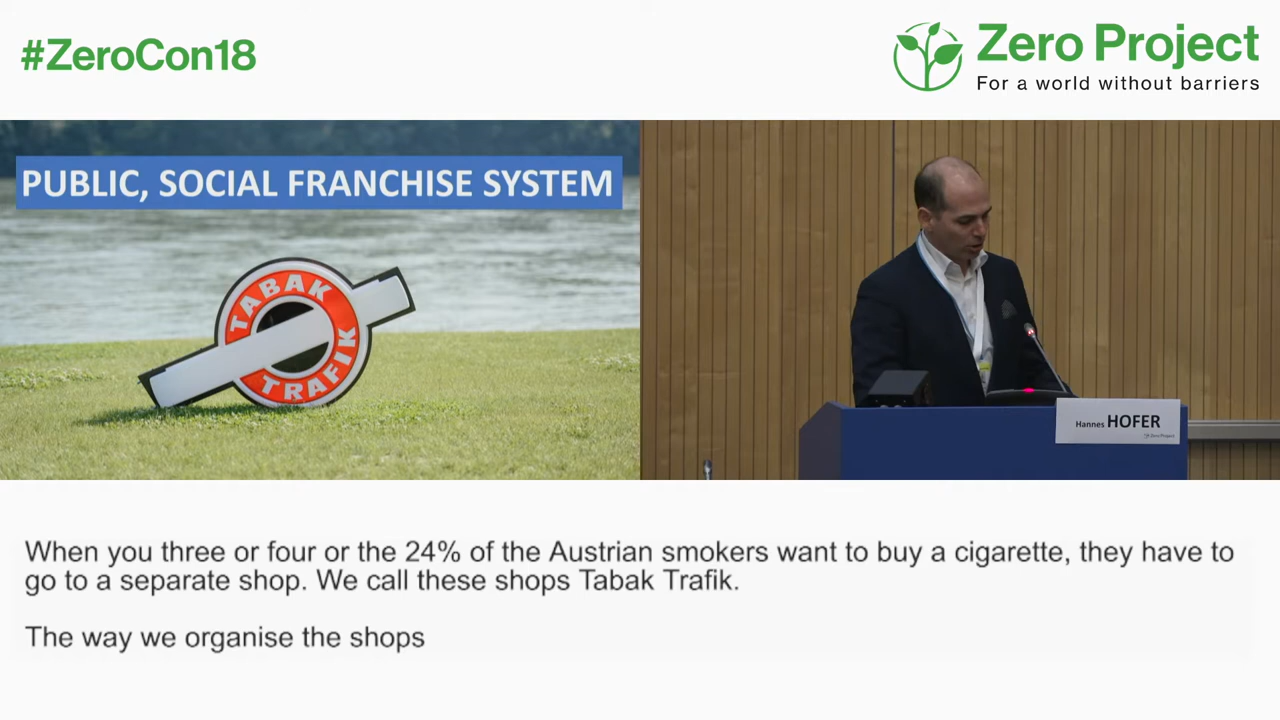 #ZeroCon18
Zero Project
For a world without barriers
PUBLIC, SOCIAL FRANCHISE SYSTEM
TABAK
TRAFIK
Hannes HOFER
Zero Project
When you three or four or the 24% of the Austrian smokers want to buy a cigarette, they have to
go to a separate shop. We call these shops Tabak Trafik.
The way we organise the shops